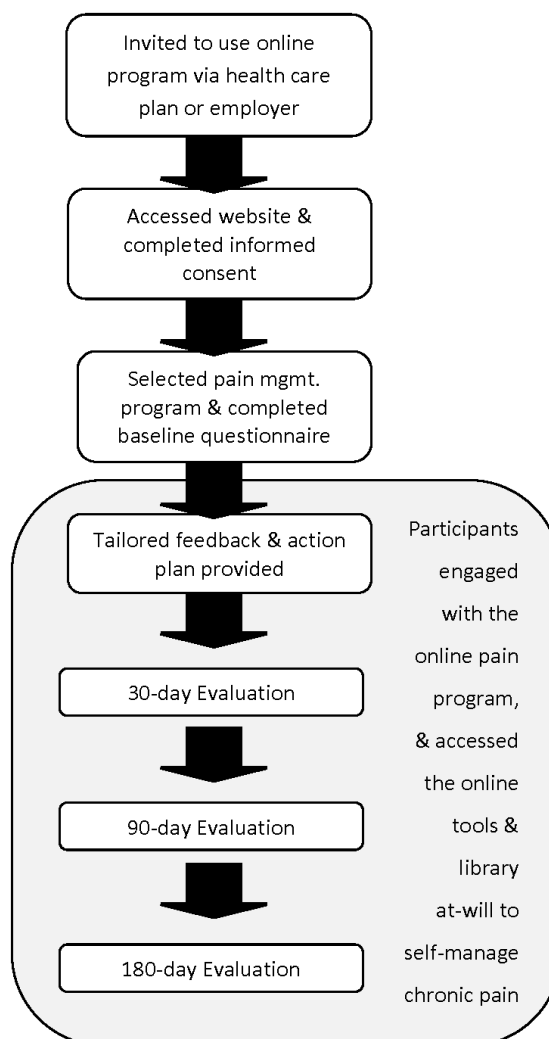 Invited to use online
program via health care
plan or employer
Accessed website &
completed informed
consent
Selected pain mgmt.
program & completed
baseline questionnaire
Tailored feedback & action
plan provided
30-day Evaluation
90-day Evaluation
180-day Evaluation
Participants
engaged
with the
online pain
program,
& accessed
the online
tools &
library
at-will to
self-manage
chronic pain